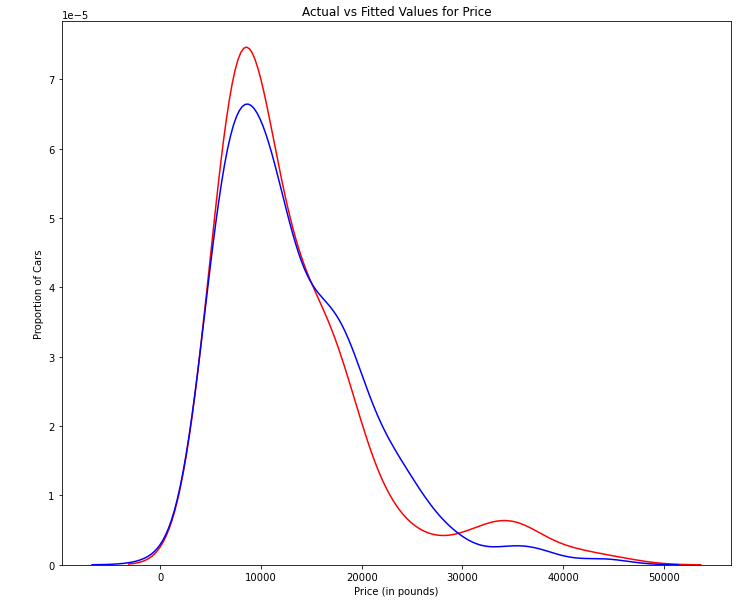 Actual vs Fitted Values for Price
1e−5
7
6
5
4
3
2
1
0
Proportion of Cars
0 10000 20000 30000 40000 50000
Price (in pounds)